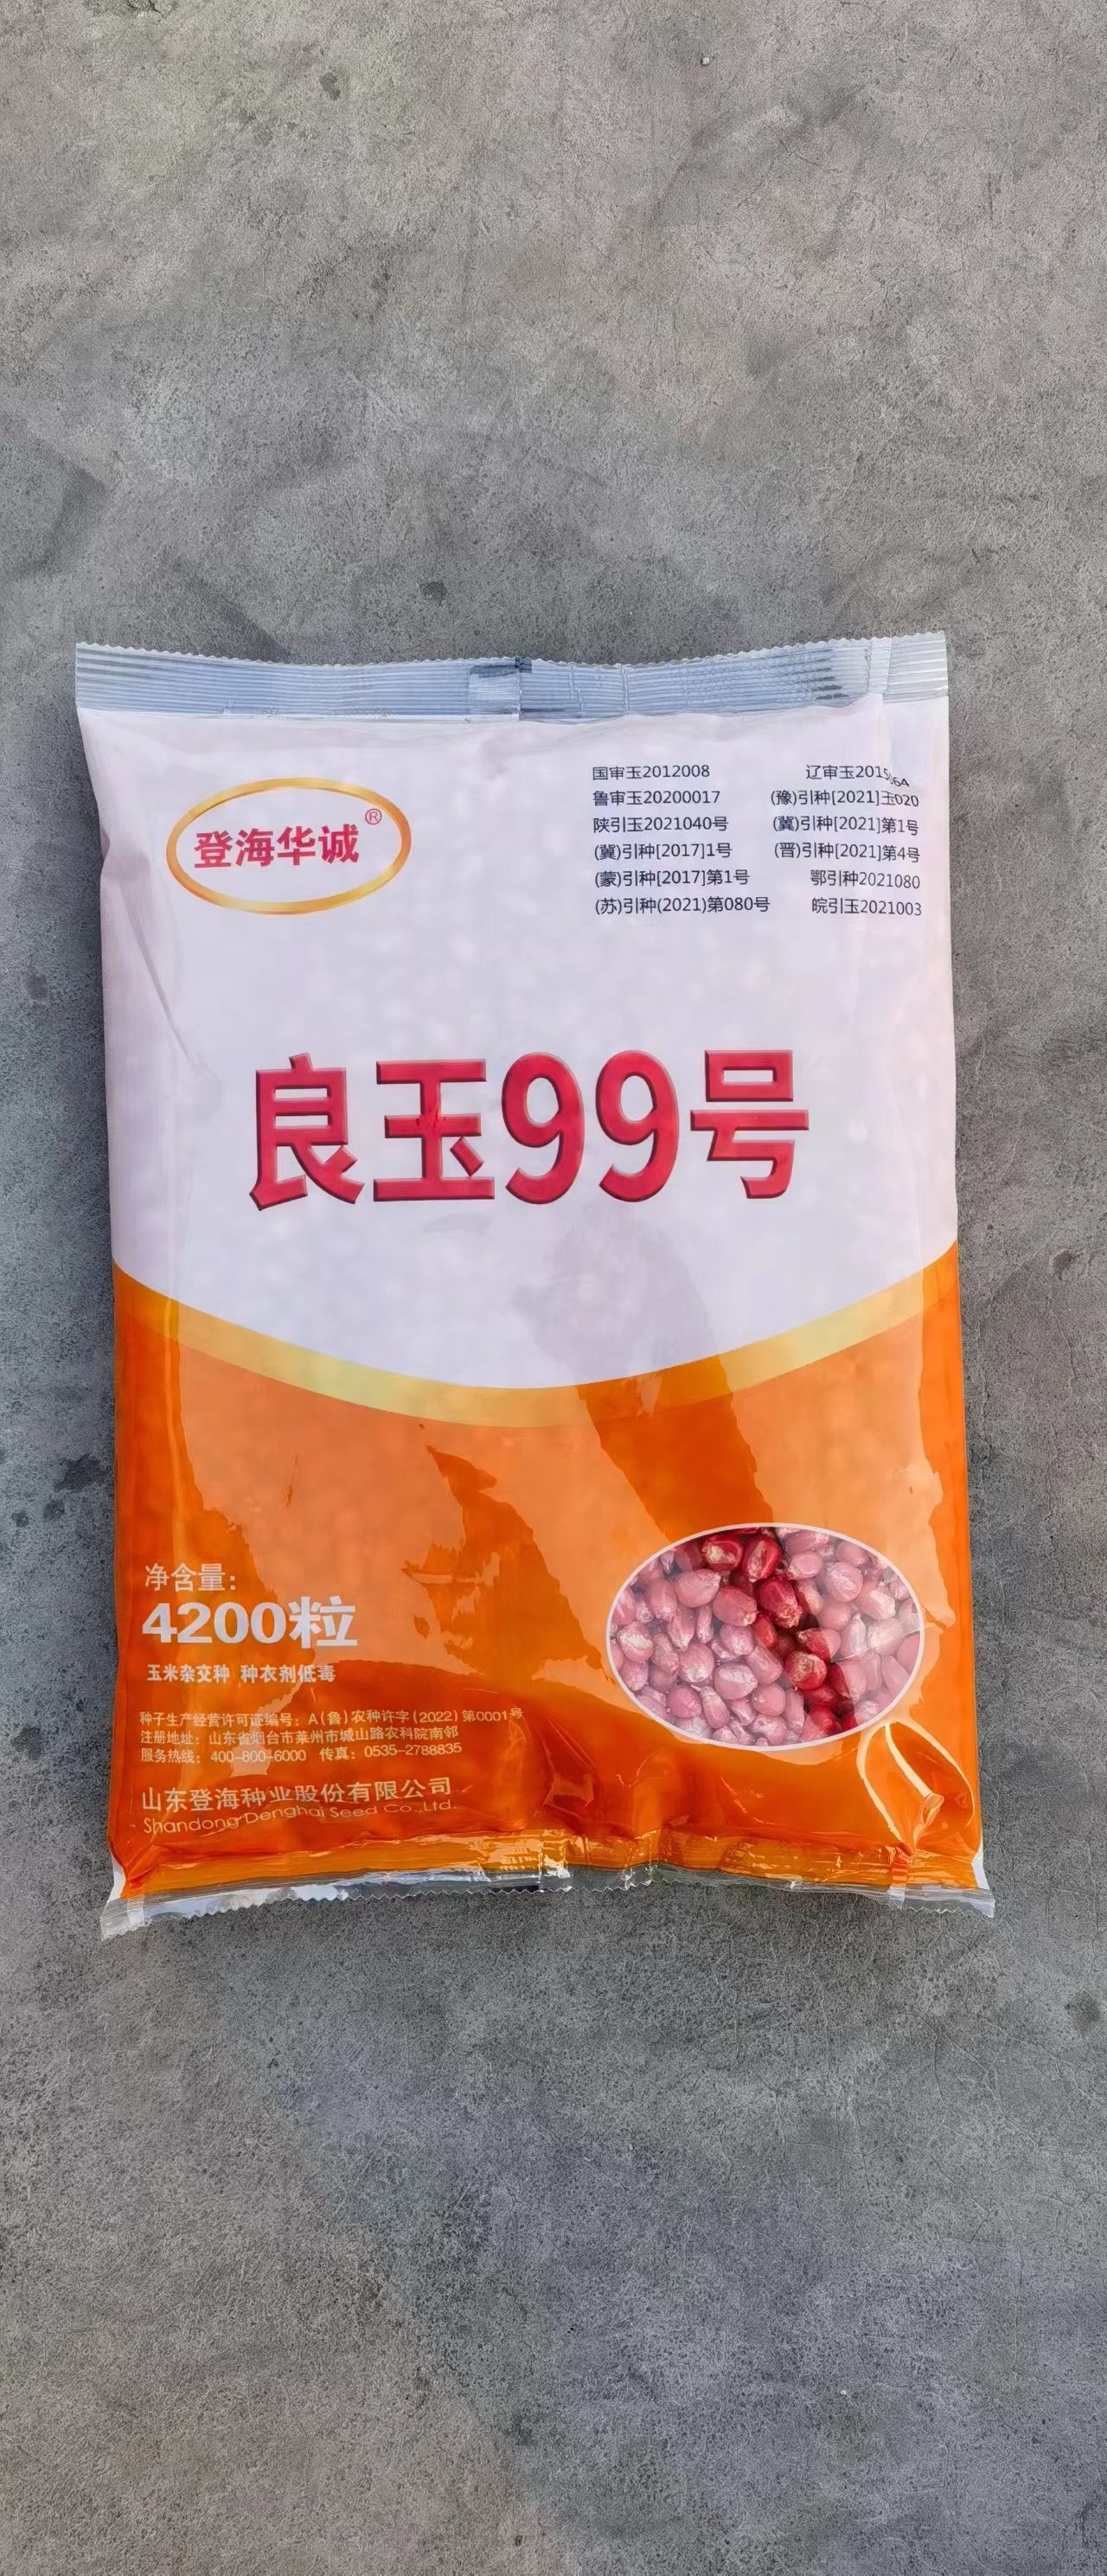 登海华诚®
国审玉2012008 辽审玉2015064
鲁审玉20200017 (豫)引种[2021]玉020
陕引玉2021040号 (冀)引种[2021]第1号
(冀)引种[2017]1号 (晋)引种[2021]第4号
(蒙)引种[2017]第1号 鄂引种2021080
(苏)引种(2021)第080号 皖引玉2021003
良玉99号
净含量：
4200粒
玉米杂交种 种衣剂低毒
种子生产经营许可证编号：A(鲁)农种许字(2022)第0001号
注册地址：山东省烟台市莱州市城山路农科院南邻
服务热线：400-800-6000 传真：0535-2788835
山东登海种业股份有限公司
Shandong Denghai Seed Co.,Ltd.